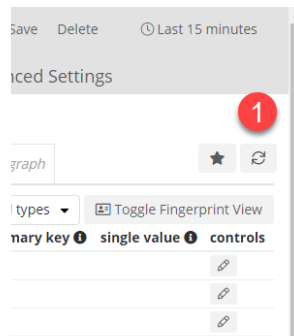 Save Delete Last 15 minutes
nced Settings
1
graph
types Toggle Fingerprint View
mary key single value controls